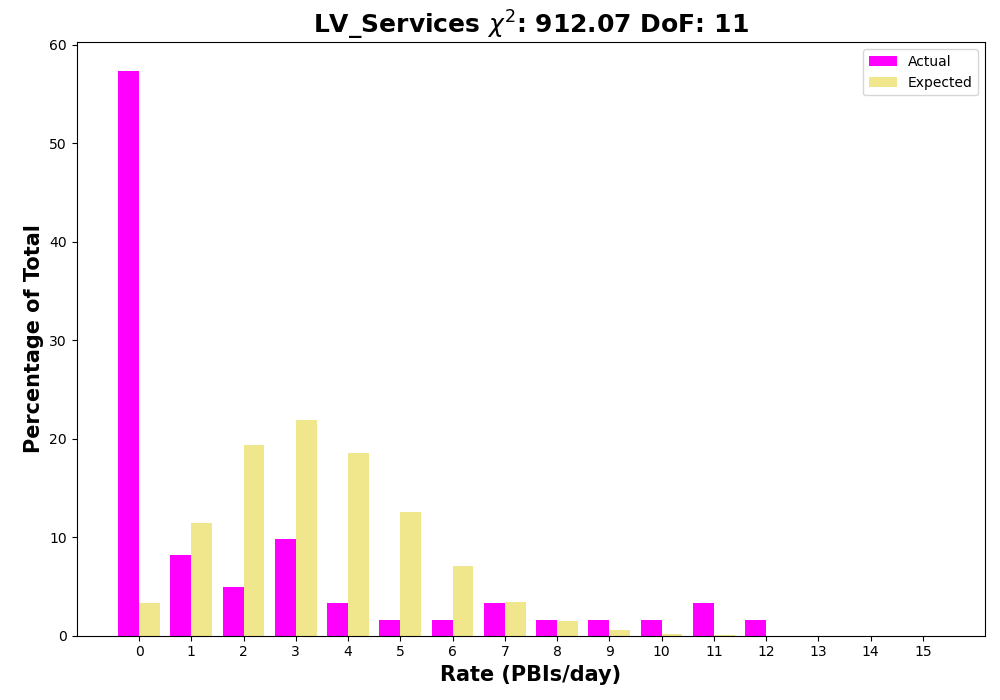 LV_Services χ²: 912.07 DoF: 11
Actual
Expected
60
50
40
30
20
10
0
Percentage of Total
0 1 2 3 4 5 6 7 8 9 10 11 12 13 14 15
Rate (PBIs/day)